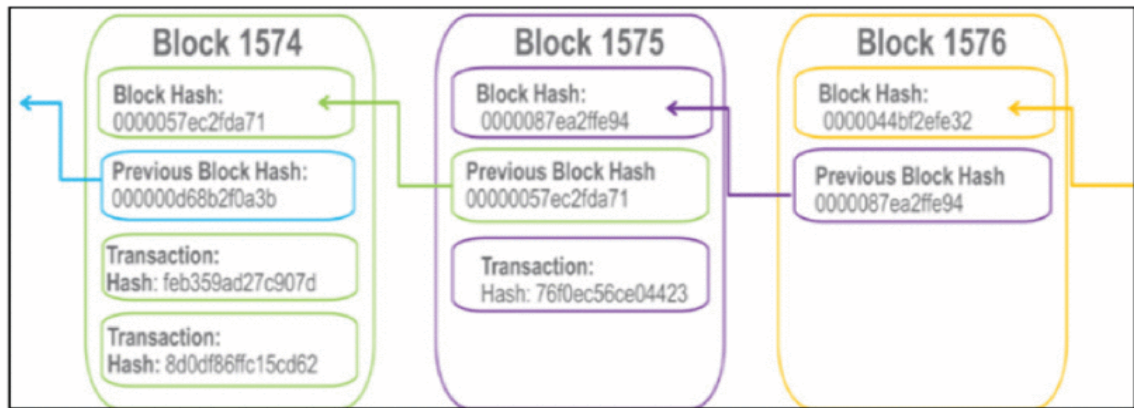 Block 1574
Block Hash:
0000057ec2fda71
Previous Block Hash:
000000d68b2f0a3b
Transaction:
Hash: feb359ad27c907d
Transaction:
Hash: 8d0df86ffc15cd62
Block 1575
Block Hash:
0000087ea2ffe94
Previous Block Hash
00000057ec2fda71
Transaction:
Hash: 76f0ec56ce04423
Block 1576
Block Hash:
0000044bf2efe32
Previous Block Hash
0000087ea2ffe94